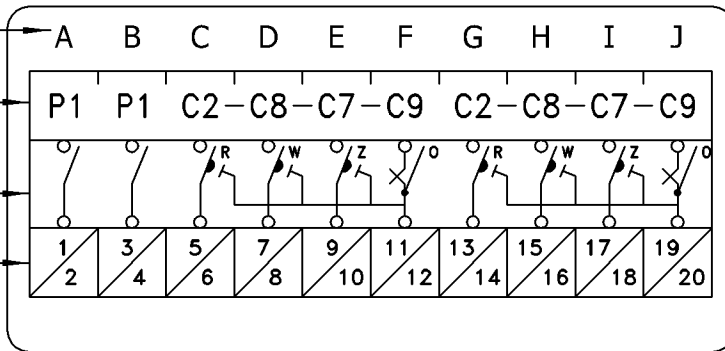 A B C D E F G H I J
P1 P1 C2-C8-C7-C9 C2-C8-C7-C9
R W Z O R W Z O
1 3 5 7 9 11 13 15 17 19
2 4 6 8 10 12 14 16 18 20